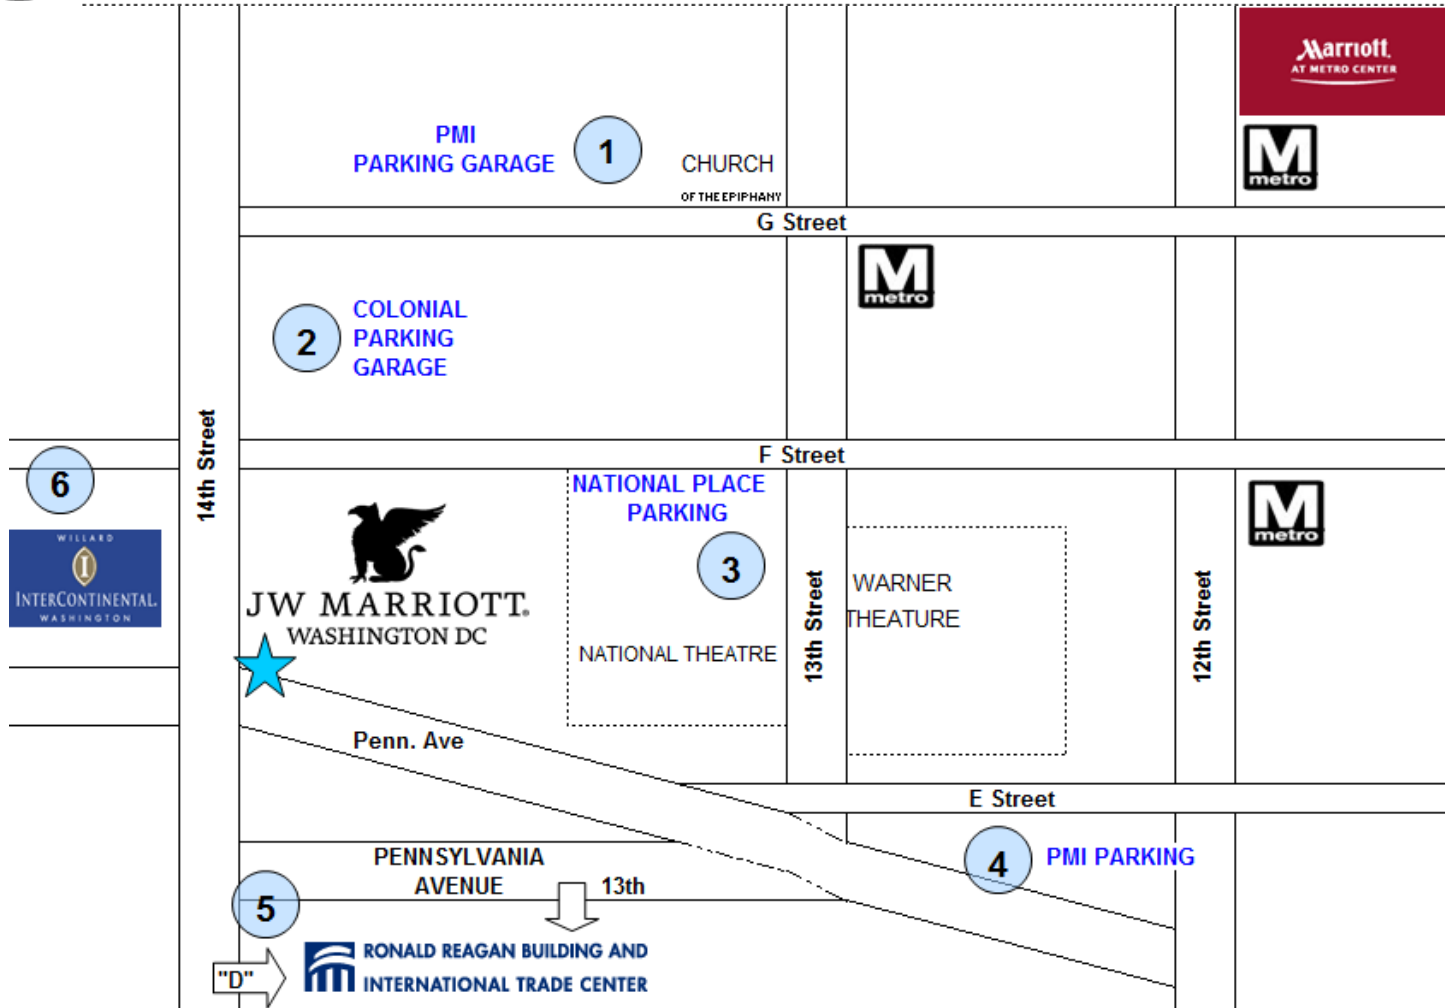 Marriott.
AT METRO CENTER
PMI
PARKING GARAGE
1
CHURCH
OF THE EPIPHANY
M
metro
G Street
M
metro
2
COLONIAL
PARKING
GARAGE
14th Street
F Street
6
WILLARD
I
INTERCONTINENTAL.
WASHINGTON
JW MARRIOTT®
WASHINGTON DC
NATIONAL PLACE
PARKING
3
NATIONAL THEATRE
13th Street
WARNER
THEATURE
12th Street
M
metro
Penn. Ave
E Street
PENNSYLVANIA
AVENUE
13th
4
PMI PARKING
5
"D"
RONALD REAGAN BUILDING AND
INTERNATIONAL TRADE CENTER